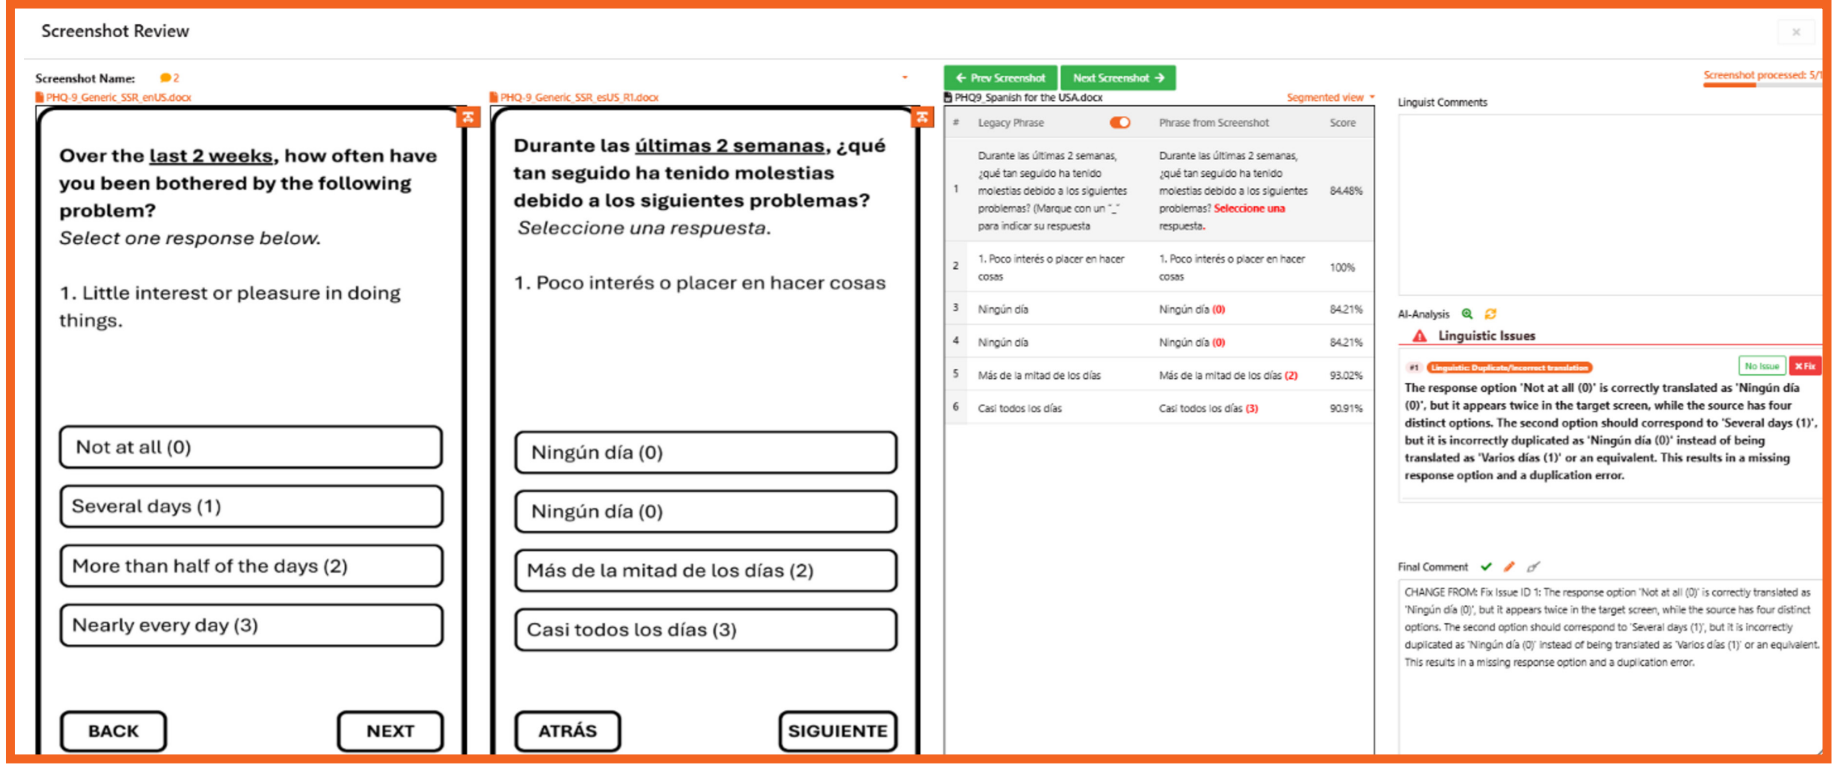 Screenshot Review
×
Screenshot Name: 2
PHQ-9_Generic_SSR_enUS.docx
Over the last 2 weeks, how often have
you been bothered by the following
problem?
Select one response below.
1. Little interest or pleasure in doing
things.
Not at all (0)
Several days (1)
More than half of the days (2)
Nearly every day (3)
BACK
NEXT
PHQ-9_Generic_SSR_esUS_R1.docx
Durante las últimas 2 semanas, ¿qué
tan seguido ha tenido molestias
debido a los siguientes problemas?
Seleccione una respuesta.
1. Poco interés o placer en hacer cosas
Ningún día (0)
Ningún día (0)
Más de la mitad de los días (2)
Casi todos los días (3)
ATRÁS
SIGUIENTE
← Prev Screenshot
Next Screenshot →
PHQ9_Spanish for the USA.docx
Segmented view
# Legacy Phrase Phrase from Screenshot Score
1
Durante las últimas 2 semanas,
¿qué tan seguido ha tenido
molestias debido a los siguientes
problemas? (Marque con un "_"
para indicar su respuesta
Durante las últimas 2 semanas,
¿qué tan seguido ha tenido
molestias debido a los siguientes
problemas? Seleccione una
respuesta.
84.48%
2
1. Poco interés o placer en hacer
cosas
1. Poco interés o placer en hacer
cosas
100%
3 Ningún día Ningún día (0) 84.21%
4 Ningún día Ningún día (0) 84.21%
5 Más de la mitad de los días Más de la mitad de los días (2) 93.02%
6 Casi todos los días Casi todos los días (3) 90.91%
Screenshot processed: 5/1
Linguist Comments
AI-Analysis
Linguistic Issues
#1 Linguistic: Duplicate/Incorrect translation
No Issue
× Fix
The response option 'Not at all (0)' is correctly translated as 'Ningún día
(0)', but it appears twice in the target screen, while the source has four
distinct options. The second option should correspond to 'Several days (1)',
but it is incorrectly duplicated as 'Ningún día (0)' instead of being
translated as 'Varios días (1)' or an equivalent. This results in a missing
response option and a duplication error.
Final Comment
CHANGE FROM: Fix Issue ID 1: The response option 'Not at all (0)' is correctly translated as
'Ningún día (0)', but it appears twice in the target screen, while the source has four distinct
options. The second option should correspond to 'Several days (1)', but it is incorrectly
duplicated as 'Ningún día (0)' instead of being translated as 'Varios días (1)' or an equivalent.
This results in a missing response option and a duplication error.